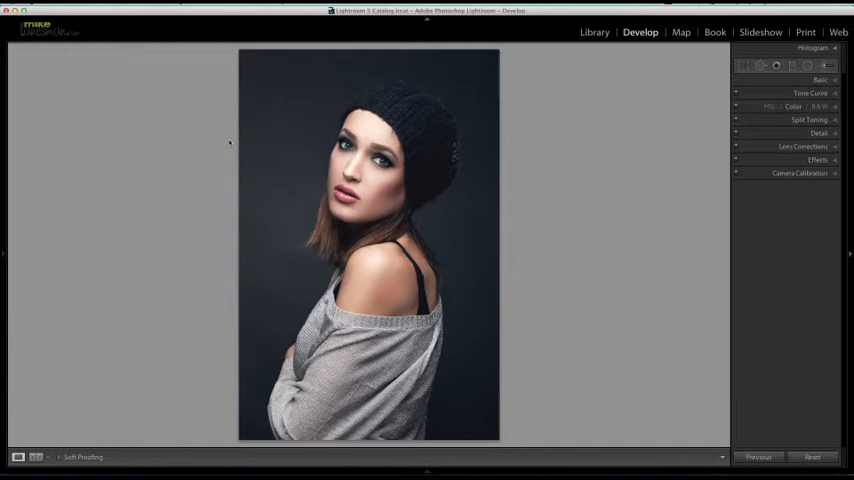 Lightroom 5 Catalog.lrcat - Adobe Photoshop Lightroom - Develop
mike
Library | Develop | Map | Book | Slideshow | Print | Web
Histogram
Basic
Tone Curve
HSL / Color / B&W
Split Toning
Detail
Lens Corrections
Effects
Camera Calibration
Soft Proofing
Previous
Reset